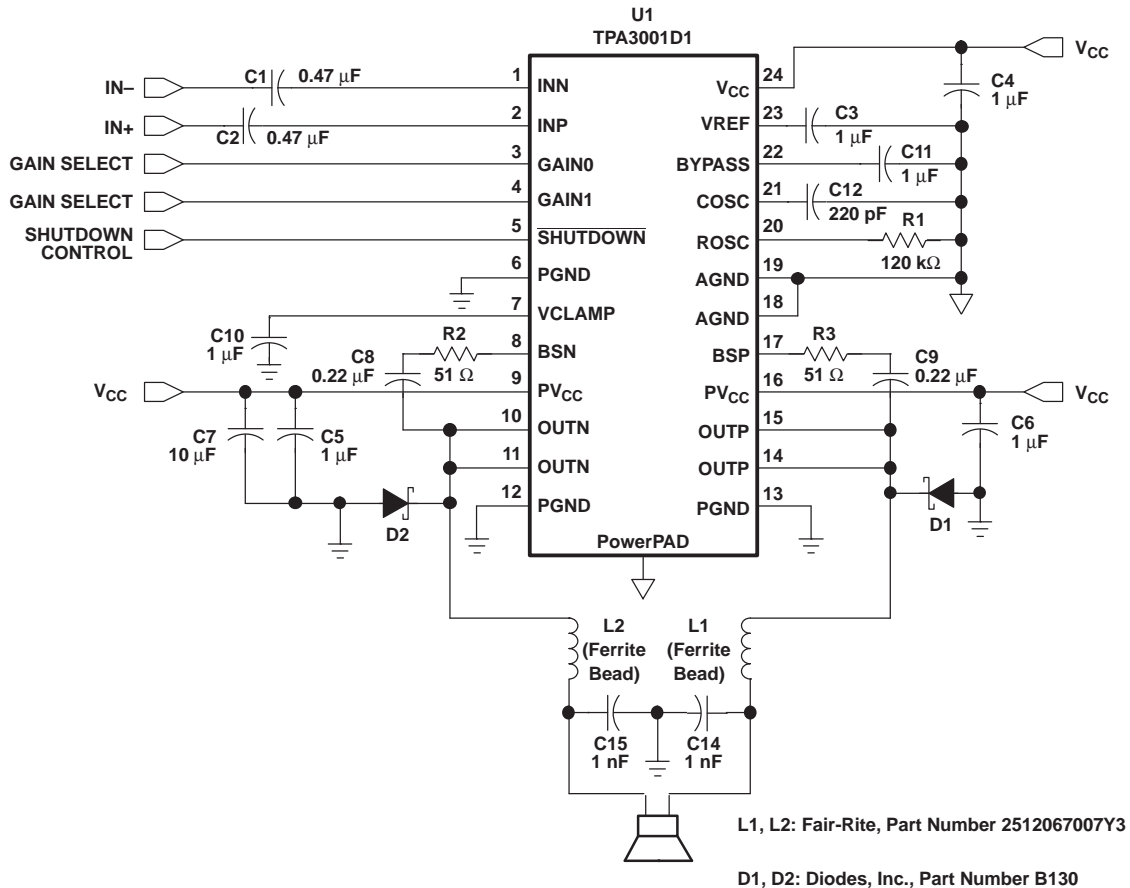 U1
TPA3001D1
IN–
C1
0.47 µF
1
INN
IN+
C2
0.47 µF
2
INP
GAIN SELECT
3
GAIN0
GAIN SELECT
4
GAIN1
SHUTDOWN
CONTROL
5
SHUTDOWN
6
PGND
7
VCLAMP
C10
1 µF
R2
51 Ω
8
BSN
C8
0.22 µF
VCC
9
PVCC
10
OUTN
C7
10 µF
C5
1 µF
11
OUTN
12
PGND
D2
PowerPAD
24
VCC
VCC
C4
1 µF
23
VREF
C3
1 µF
22
BYPASS
C11
1 µF
21
COSC
C12
220 pF
20
ROSC
R1
120 kΩ
19
AGND
18
AGND
17
BSP
R3
51 Ω
C9
0.22 µF
16
PVCC
VCC
15
OUTP
C6
1 µF
14
OUTP
13
PGND
D1
L2
(Ferrite
Bead)
L1
(Ferrite
Bead)
C15
1 nF
C14
1 nF
L1, L2: Fair-Rite, Part Number 2512067007Y3
D1, D2: Diodes, Inc., Part Number B130